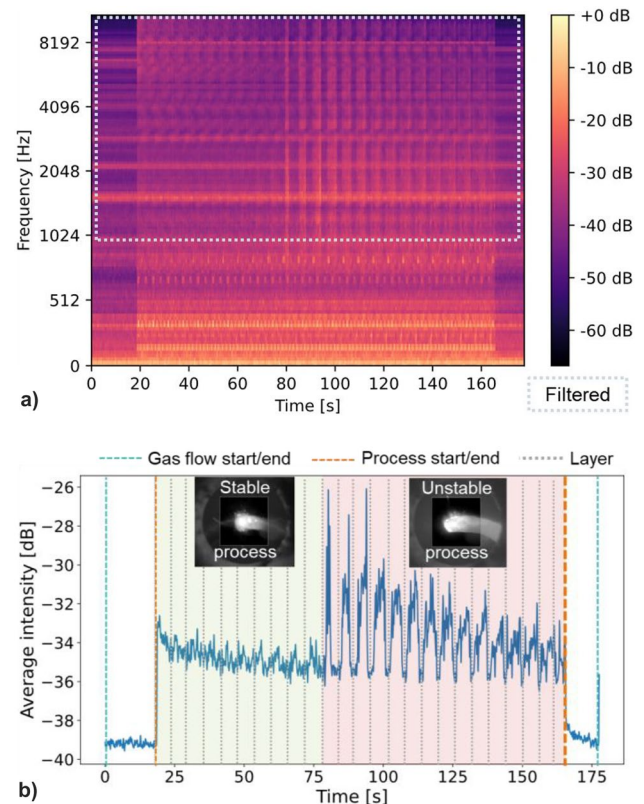 +0 dB
8192
-10 dB
4096
-20 dB
Frequency [Hz]
2048
-30 dB
1024
-40 dB
512
-50 dB
-60 dB
0
0 20 40 60 80 100 120 140 160
Time [s]
a)
Filtered
Gas flow start/end Process start/end Layer
−26
Stable Unstable
process process
−28
−30
−32
Average intensity [dB]
−34
−36
−38
−40
0 25 50 75 100 125 150 175
Time [s]
b)